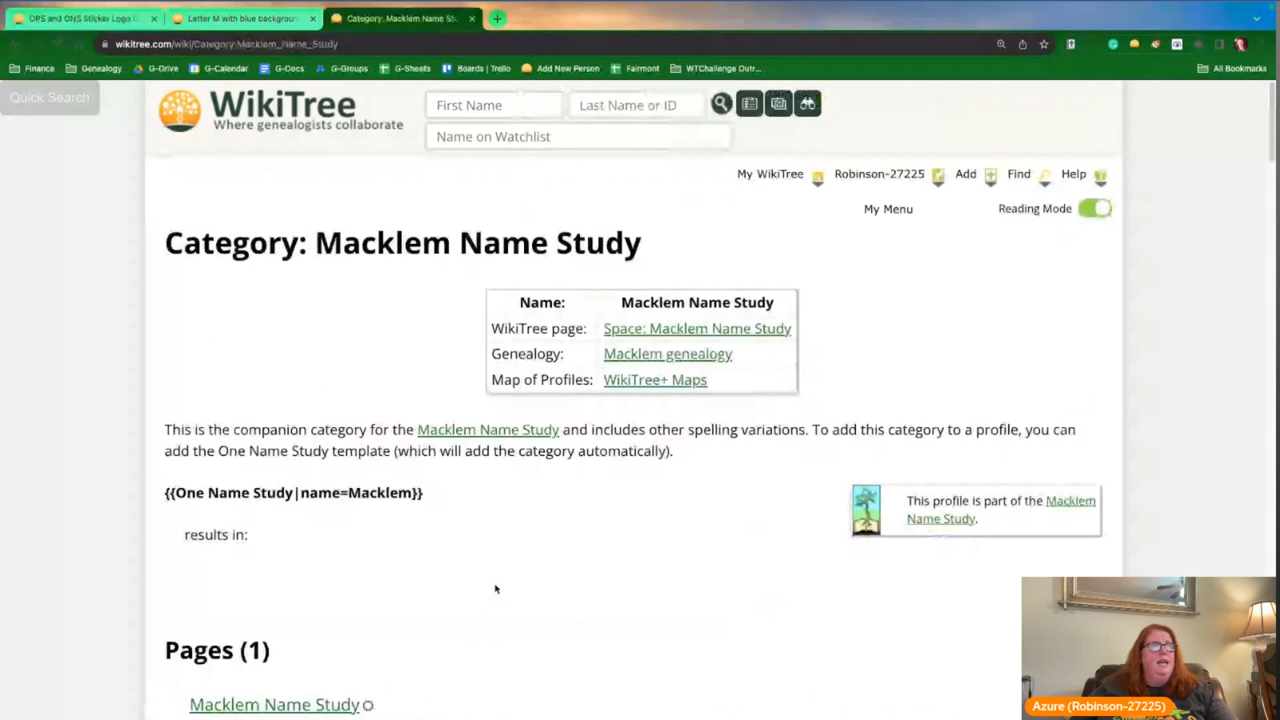 OPS and ONS Sticker Logo
Letter M with blue backgroun
Category: Macklem Name St
wikitree.com/wiki/Category:Macklem_Name_Study
Finance
Genealogy
G-Drive
G-Calendar
G-Docs
G-Groups
G-Sheets
Boards | Trello
Add New Person
Fairmont
WTChallenge Outr...
All Bookmarks
Quick Search
WikiTree
Where genealogists collaborate
First Name
Last Name or ID
Name on Watchlist
My WikiTree
Robinson-27225
Add
Find
Help
My Menu
Reading Mode
Category: Macklem Name Study
Name: Macklem Name Study
WikiTree page: Space: Macklem Name Study
Genealogy: Macklem genealogy
Map of Profiles: WikiTree+ Maps
This is the companion category for the Macklem Name Study and includes other spelling variations. To add this category to a profile, you can
add the One Name Study template (which will add the category automatically).
{{One Name Study|name=Macklem}}
This profile is part of the Macklem
Name Study.
results in:
Pages (1)
Macklem Name Study
Azure (Robinson-27225)